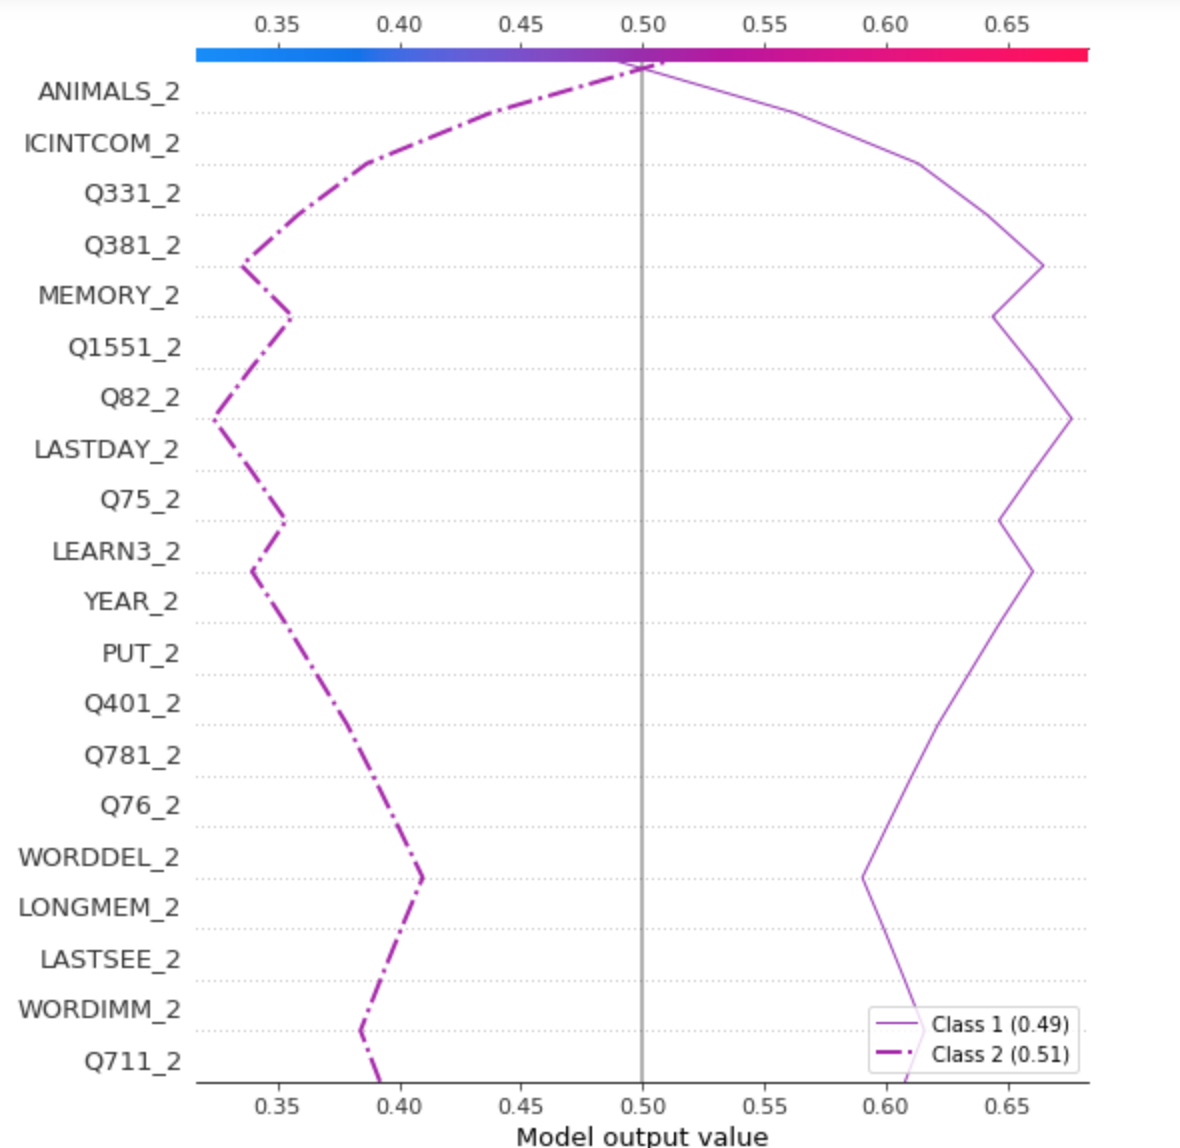 0.35 0.40 0.45 0.50 0.55 0.60 0.65
ANIMALS_2
ICINTCOM_2
Q331_2
Q381_2
MEMORY_2
Q1551_2
Q82_2
LASTDAY_2
Q75_2
LEARN3_2
YEAR_2
PUT_2
Q401_2
Q781_2
Q76_2
WORDDEL_2
LONGMEM_2
LASTSEE_2
WORDIMM_2
Q711_2
Class 1 (0.49)
Class 2 (0.51)
0.35 0.40 0.45 0.50 0.55 0.60 0.65
Model output value